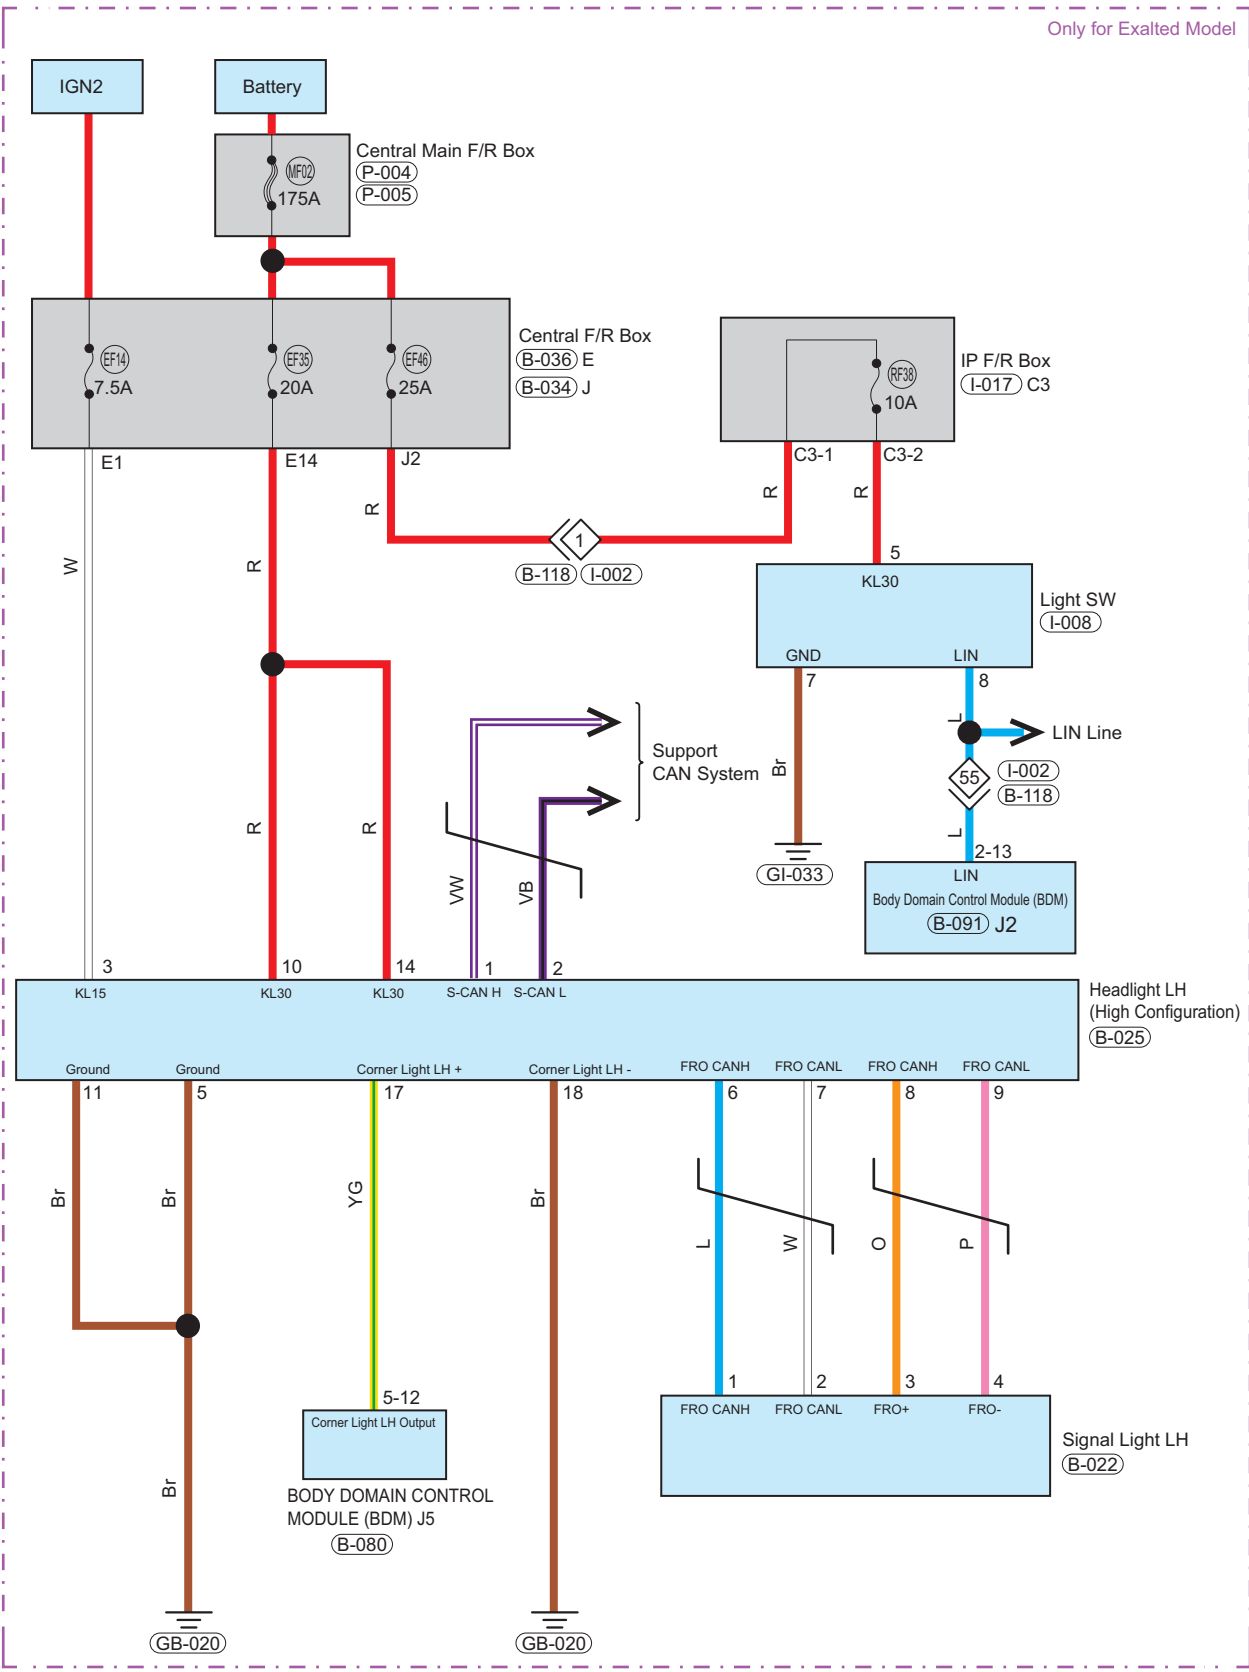 Only for Exalted Model
IGN2
Battery
Central Main F/R Box
P-004
P-005
MF02
175A
Central F/R Box
B-036 E
B-034 J
EF14
7.5A
EF35
20A
EF46
25A
IP F/R Box
I-017 C3
RF38
10A
E1
E14
J2
C3-1
C3-2
R
R
R
W
R
1
B-118 I-002
5
KL30
Light SW
I-008
GND
LIN
7
8
L
LIN Line
Support
CAN System
Br
55
I-002
B-118
L
R
R
2-13
LIN
Body Domain Control Module (BDM)
B-091 J2
GI-033
VW
VB
3
10
14
1
2
KL15
KL30
KL30
S-CAN H
S-CAN L
Headlight LH
(High Configuration)
B-025
Ground
Ground
Corner Light LH +
Corner Light LH -
FRO CANH
FRO CANL
FRO CANH
FRO CANL
11
5
17
18
6
7
8
9
Br
Br
YG
Br
L
W
O
P
5-12
Corner Light LH Output
BODY DOMAIN CONTROL
MODULE (BDM) J5
B-080
1
2
3
4
FRO CANH
FRO CANL
FRO+
FRO-
Signal Light LH
B-022
Br
GB-020
GB-020